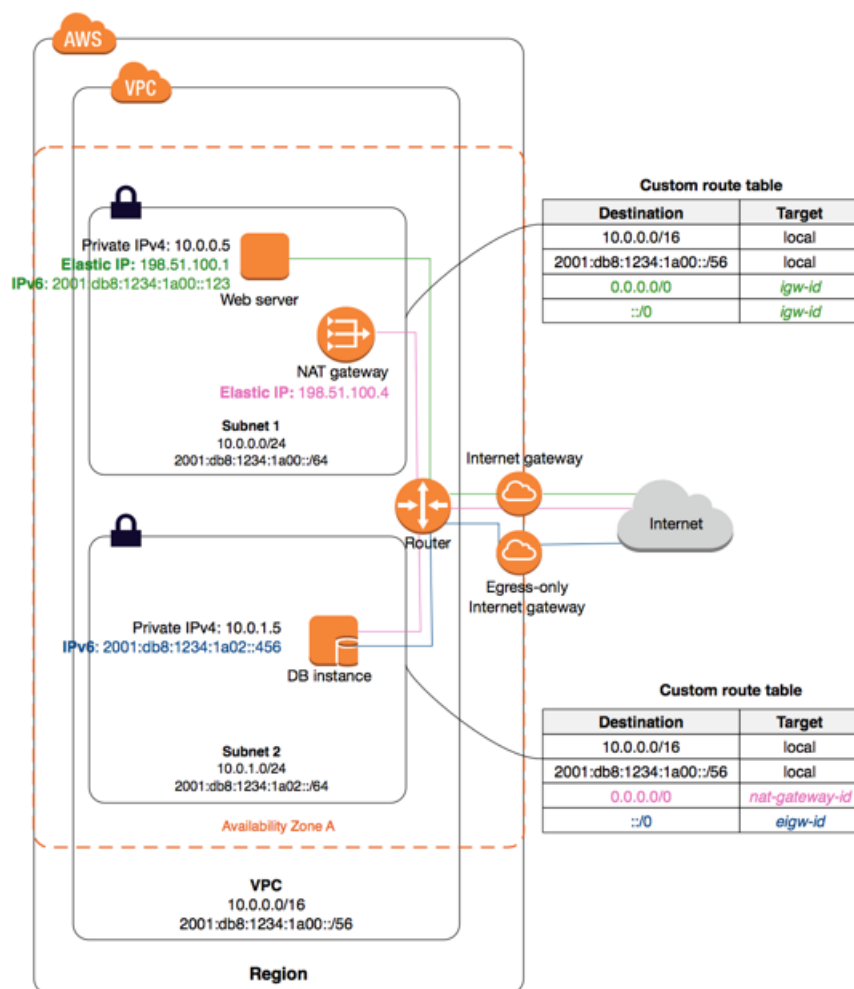 AWS
VPC
Private IPv4: 10.0.0.5
Elastic IP: 198.51.100.1
IPv6: 2001:db8:1234:1a00::123
Web server
NAT gateway
Elastic IP: 198.51.100.4
Subnet 1
10.0.0.0/24
2001:db8:1234:1a00::/64
Custom route table
Destination Target
10.0.0.0/16 local
2001:db8:1234:1a00::/56 local
0.0.0.0/0 igw-id
::/0 igw-id
Internet gateway
Router
Internet
Egress-only
Internet gateway
Private IPv4: 10.0.1.5
IPv6: 2001:db8:1234:1a02::456
DB instance
Subnet 2
10.0.1.0/24
2001:db8:1234:1a02::/64
Custom route table
Destination Target
10.0.0.0/16 local
2001:db8:1234:1a00::/56 local
0.0.0.0/0 nat-gateway-id
::/0 eigw-id
Availability Zone A
VPC
10.0.0.0/16
2001:db8:1234:1a00::/56
Region